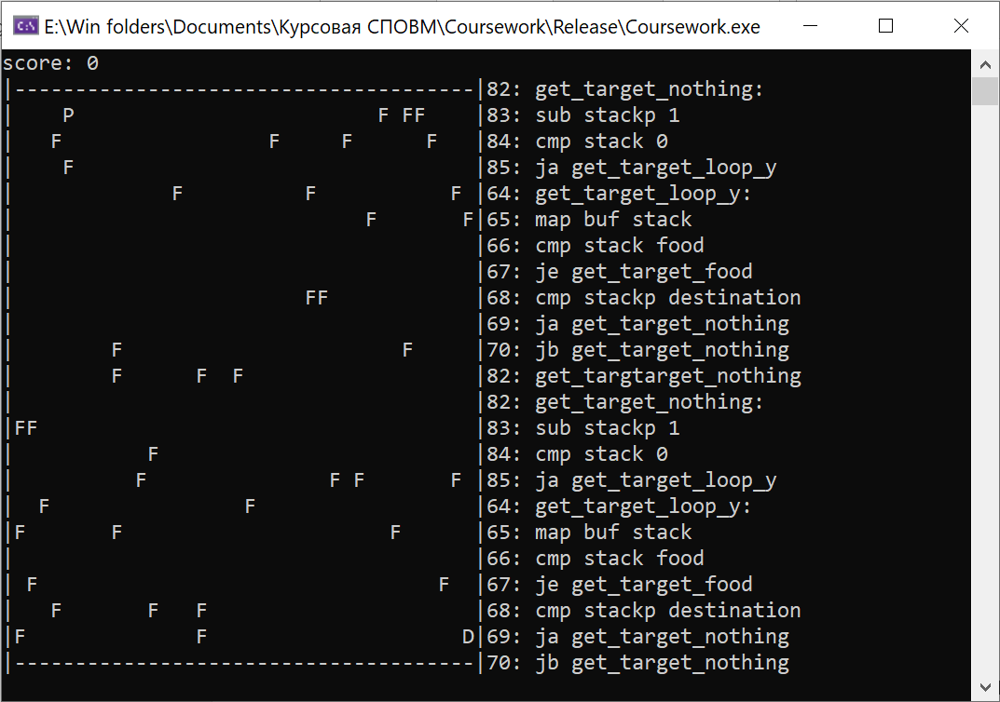 E:\Win folders\Documents\Курсовая СПОВМ\Coursework\Release\Coursework.exe
score: 0
|--------------------------------------|82: get_target_nothing:
|    P                         F FF    |83: sub stackp 1
|   F                 F     F      F   |84: cmp stack 0
|    F                                 |85: ja get_target_loop_y
|             F          F           F |64: get_target_loop_y:
|                             F       F|65: map buf stack
|                                      |66: cmp stack food
|                                      |67: je get_target_food
|                        FF            |68: cmp stackp destination
|                                      |69: ja get_target_nothing
|        F                       F     |70: jb get_target_nothing
|        F      F  F                   |82: get_targtarget_nothing
|                                      |82: get_target_nothing:
|FF                                    |83: sub stackp 1
|           F                          |84: cmp stack 0
|          F               F F       F |85: ja get_target_loop_y
|  F                F                  |64: get_target_loop_y:
|F       F                      F      |65: map buf stack
|                                      |66: cmp stack food
| F                                 F  |67: je get_target_food
|   F       F   F                      |68: cmp stackp destination
|F              F                     D|69: ja get_target_nothing
|--------------------------------------|70: jb get_target_nothing